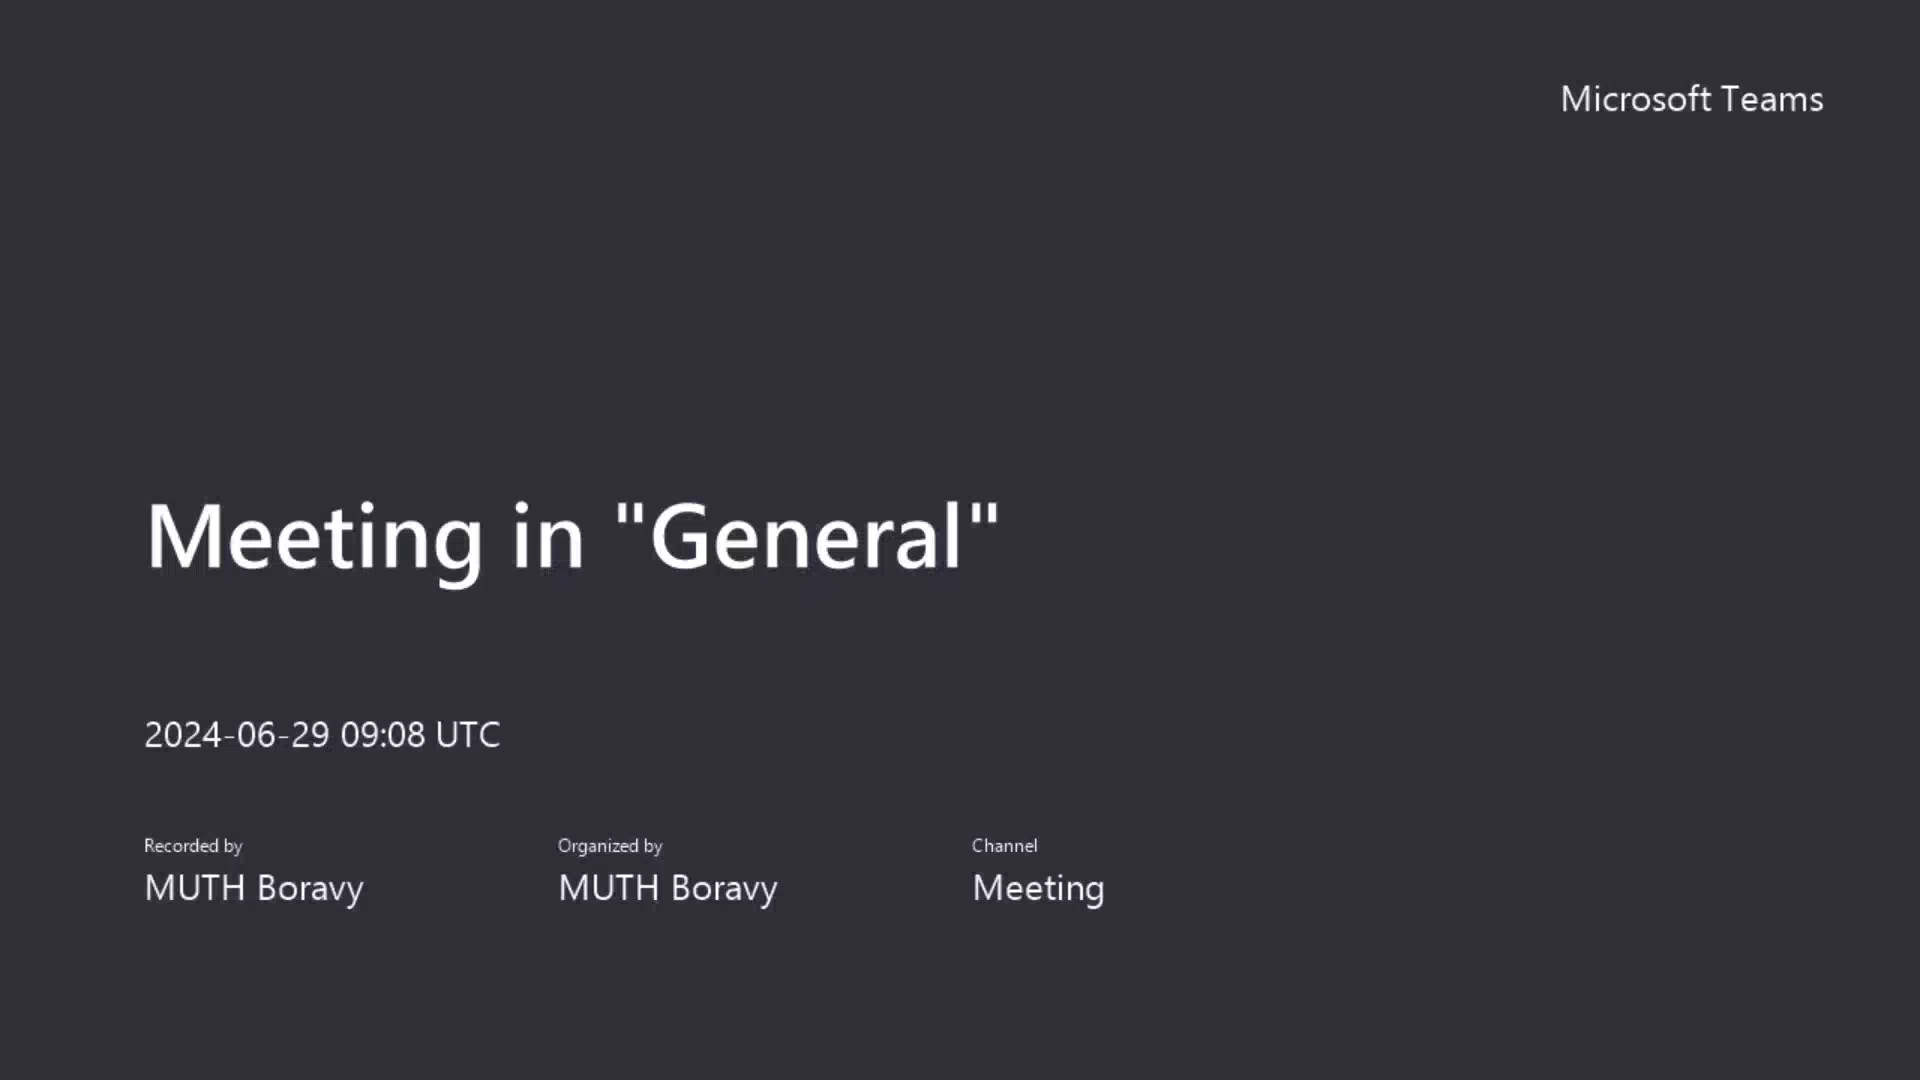 Microsoft Teams
Meeting in "General"
2024-06-29 09:08 UTC
Recorded by
MUTH Boravy
Organized by
MUTH Boravy
Channel
Meeting